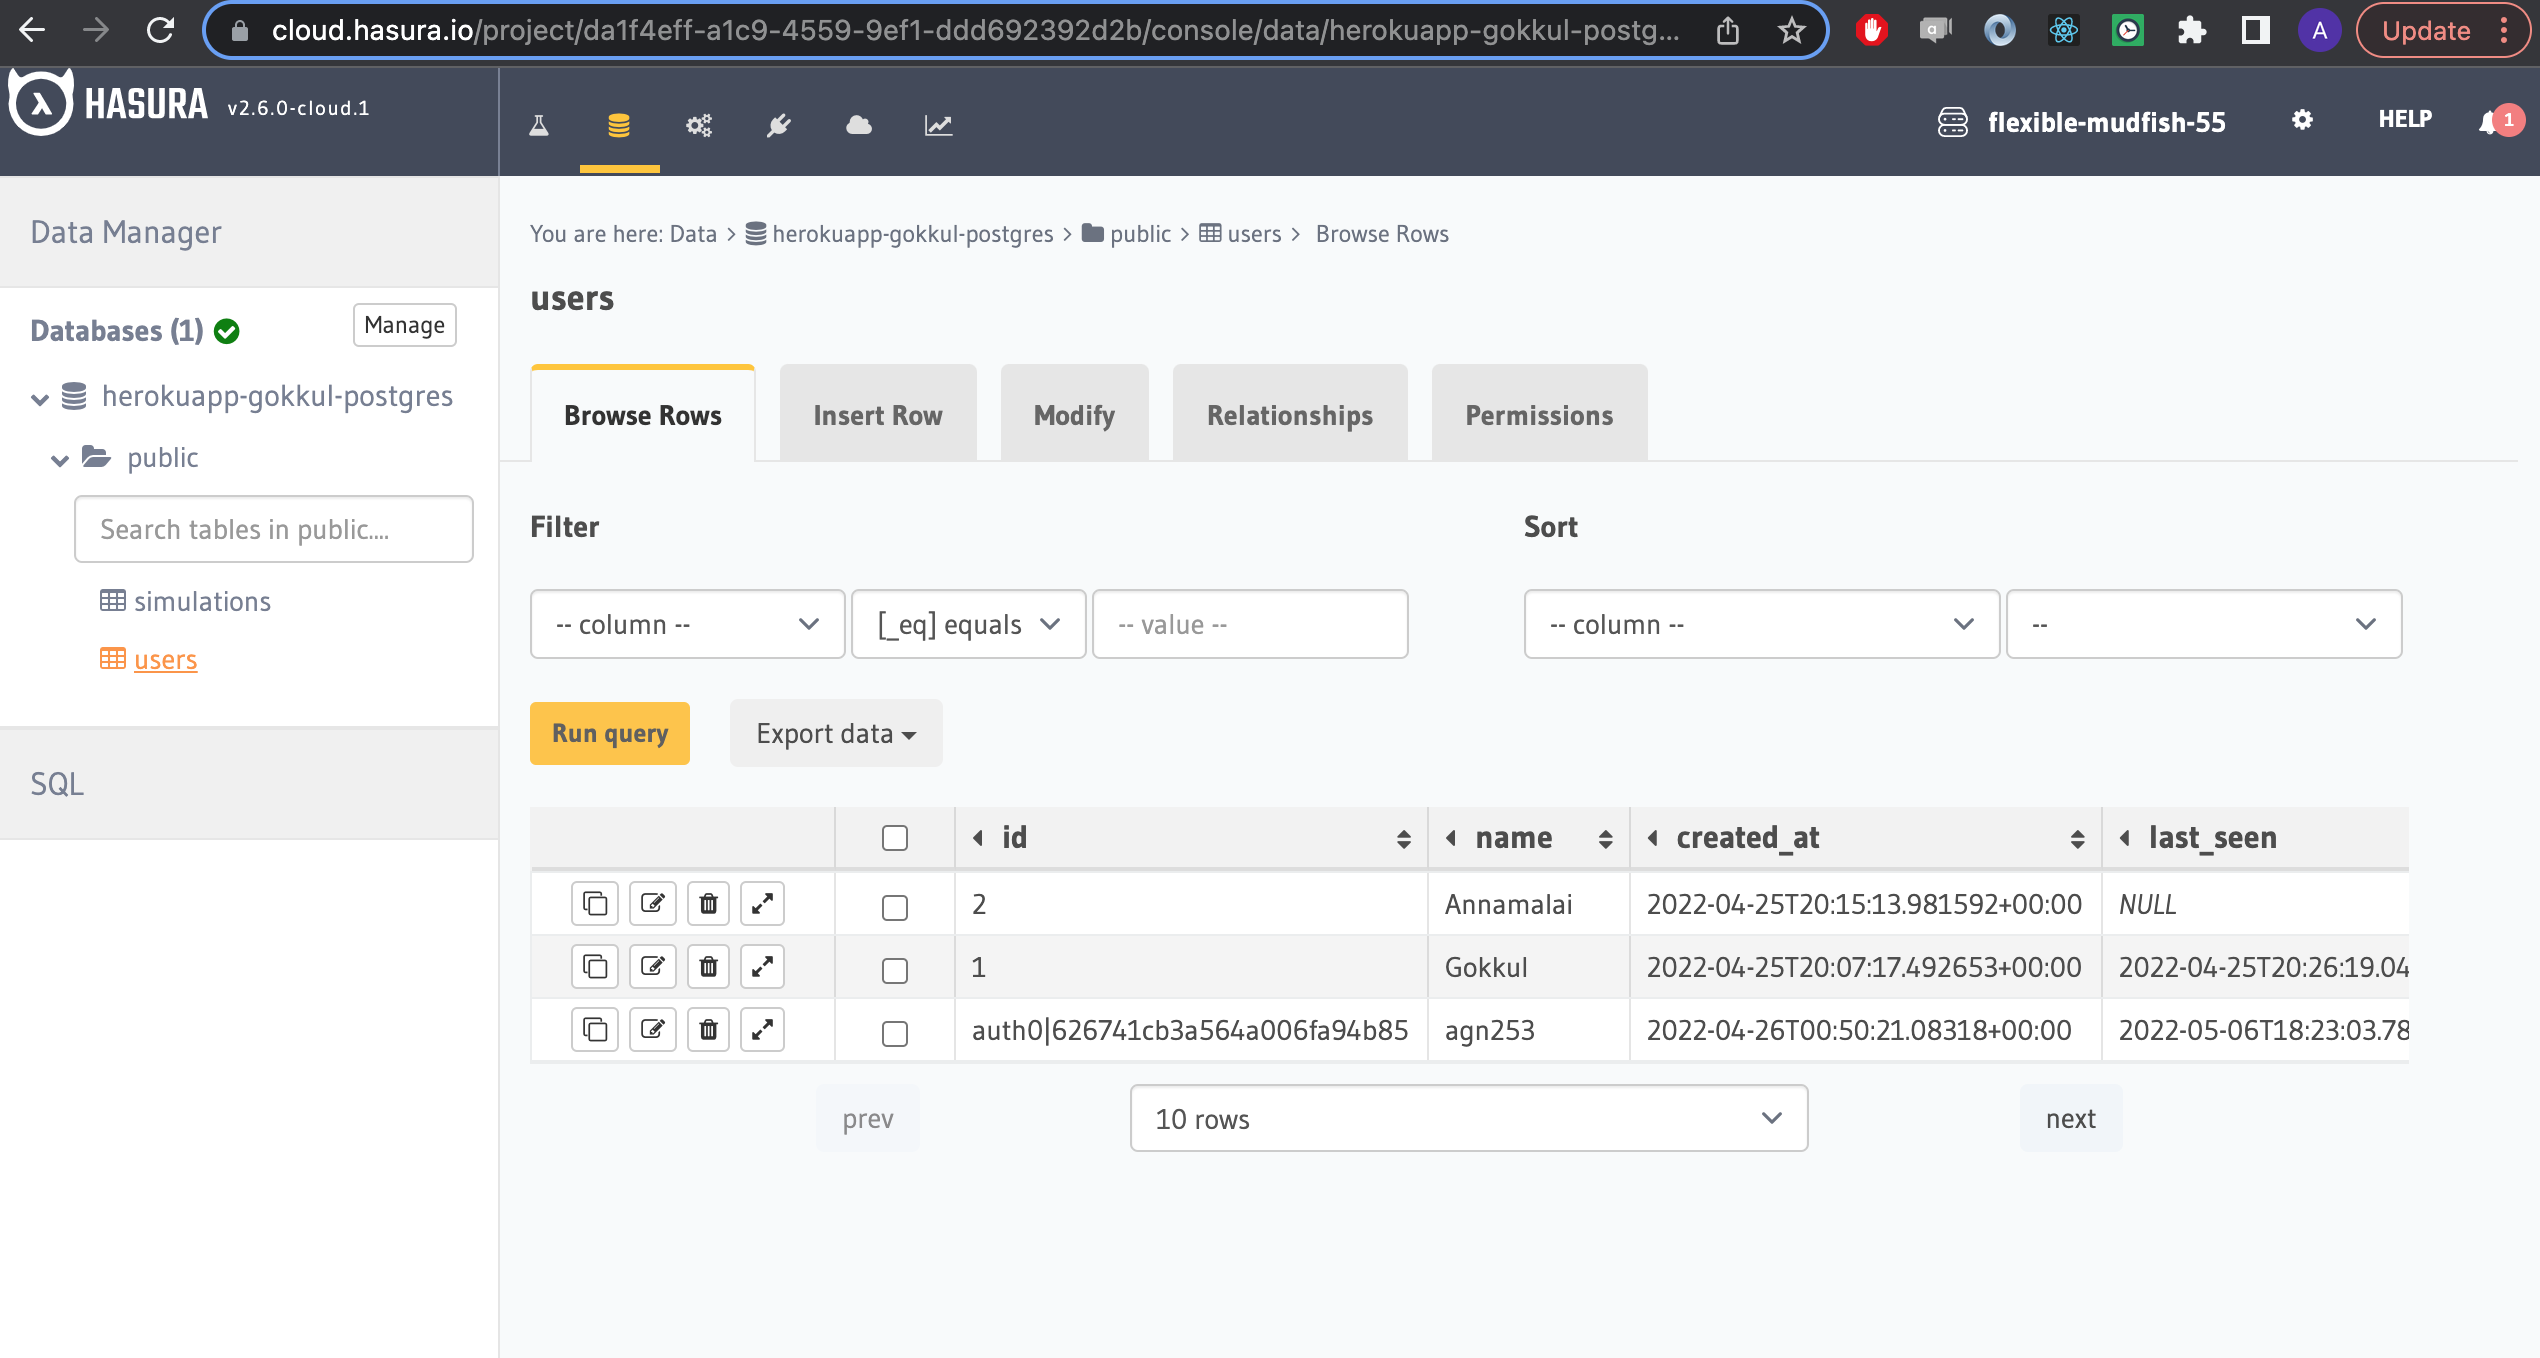 cloud.hasura.io/project/da1f4eff-a1c9-4559-9ef1-ddd692392d2b/console/data/herokuapp-gokkul-postg...
a
A
Update
HASURA v2.6.0-cloud.1
flexible-mudfish-55
HELP
1
Data Manager
Databases (1)
Manage
herokuapp-gokkul-postgres
public
Search tables in public....
simulations
users
SQL
You are here: Data > herokuapp-gokkul-postgres > public > users > Browse Rows
users
Browse Rows
Insert Row
Modify
Relationships
Permissions
Filter
Sort
-- column --
[_eq] equals
-- value --
-- column --
--
Run query
Export data
id name created_at last_seen
2 Annamalai 2022-04-25T20:15:13.981592+00:00 NULL
1 Gokkul 2022-04-25T20:07:17.492653+00:00 2022-04-25T20:26:19.04
auth0|626741cb3a564a006fa94b85 agn253 2022-04-26T00:50:21.08318+00:00 2022-05-06T18:23:03.78
prev
10 rows
next